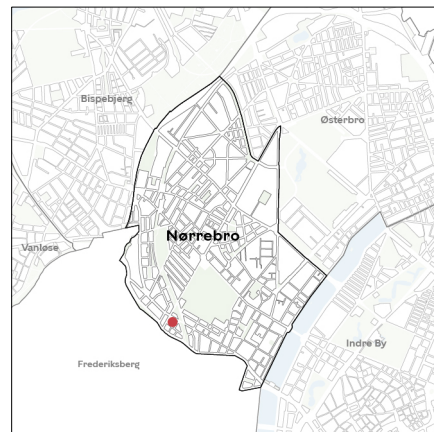 Bispebjerg
Østerbro
Nørrebro
Vanløse
Indre By
Frederiksberg